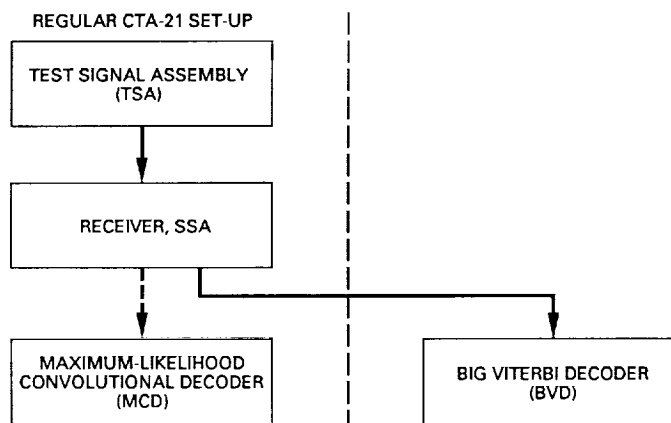 REGULAR CTA-21 SET-UP
TEST SIGNAL ASSEMBLY
(TSA)
RECEIVER, SSA
MAXIMUM-LIKELIHOOD
CONVOLUTIONAL DECODER
(MCD)
BIG VITERBI DECODER
(BVD)